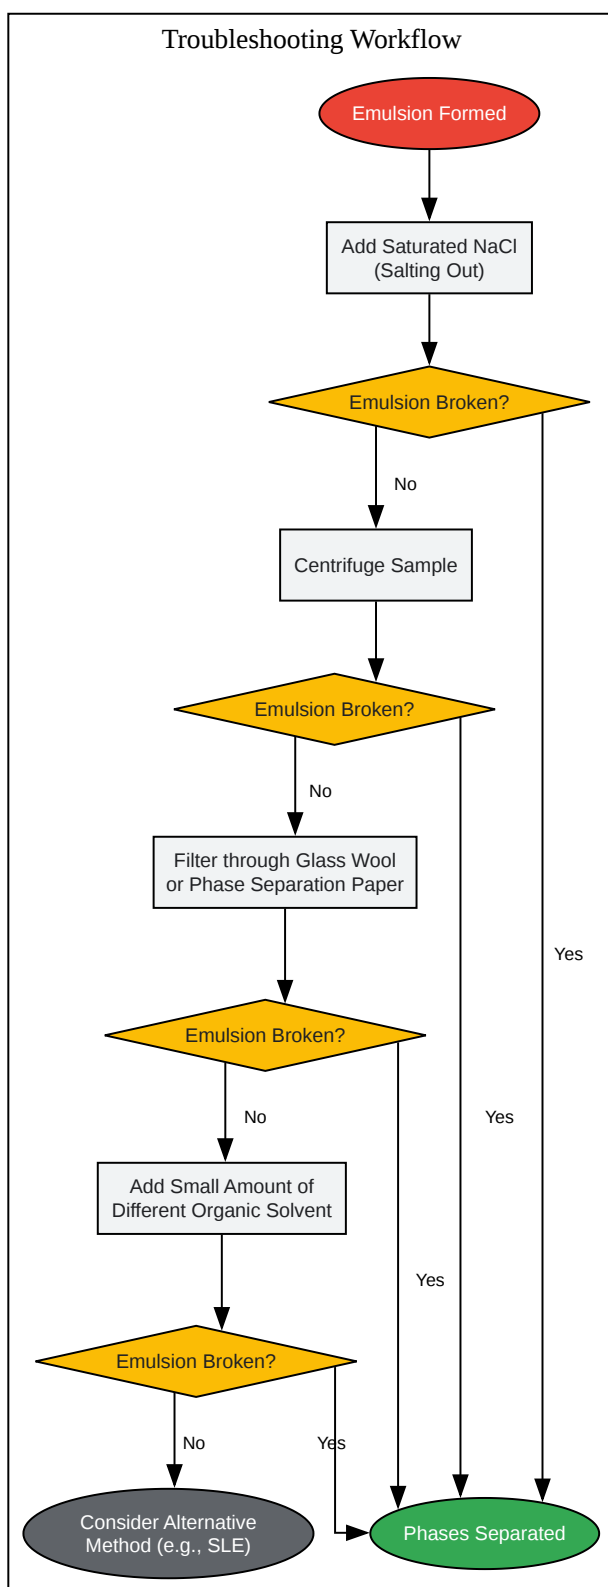 Troubleshooting Workflow
Emulsion Formed
Add Saturated NaCl
(Salting Out)
Emulsion Broken?
No
Centrifuge Sample
Emulsion Broken?
No
Filter through Glass Wool
or Phase Separation Paper
Yes
Emulsion Broken?
No
Yes
Add Small Amount of
Different Organic Solvent
Yes
Emulsion Broken?
No
Yes
Consider Alternative
Method (e.g., SLE)
Phases Separated